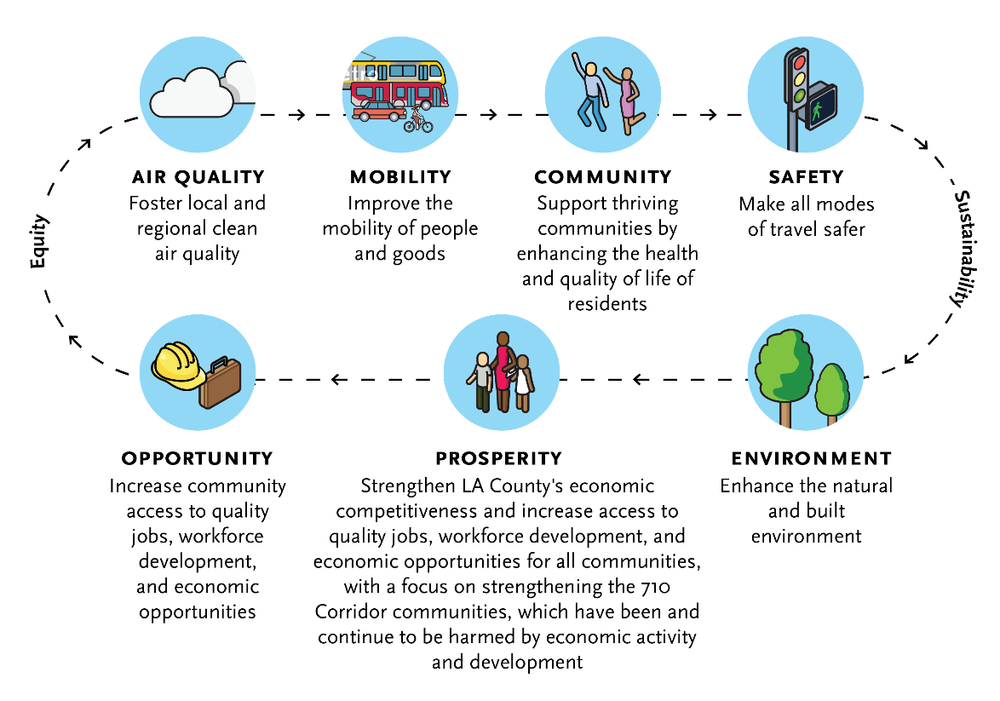 etro
AIR QUALITY
Foster local and
regional clean
air quality
MOBILITY
Improve the
mobility of people
and goods
COMMUNITY
Support thriving
communities by
enhancing the health
and quality of life of
residents
SAFETY
Make all modes
of travel safer
Equity
Sustainability
OPPORTUNITY
Increase community
access to quality
jobs, workforce
development,
and economic
opportunities
PROSPERITY
Strengthen LA County's economic
competitiveness and increase access to
quality jobs, workforce development, and
economic opportunities for all communities,
with a focus on strengthening the 710
Corridor communities, which have been and
continue to be harmed by economic activity
and development
ENVIRONMENT
Enhance the natural
and built
environment